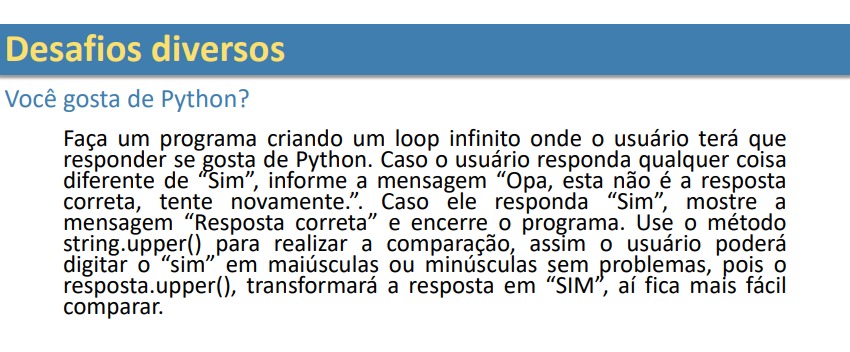 Desafios diversos
Você gosta de Python?
Faça um programa criando um loop infinito onde o usuário terá que
responder se gosta de Python. Caso o usuário responda qualquer coisa
diferente de “Sim”, informe a mensagem “Opa, esta não é a resposta
correta, tente novamente.”. Caso ele responda “Sim”, mostre a
mensagem “Resposta correta” e encerre o programa. Use o método
string.upper() para realizar a comparação, assim o usuário poderá
digitar o “sim” em maiúsculas ou minúsculas sem problemas, pois o
resposta.upper(), transformará a resposta em “SIM”, aí fica mais fácil
comparar.